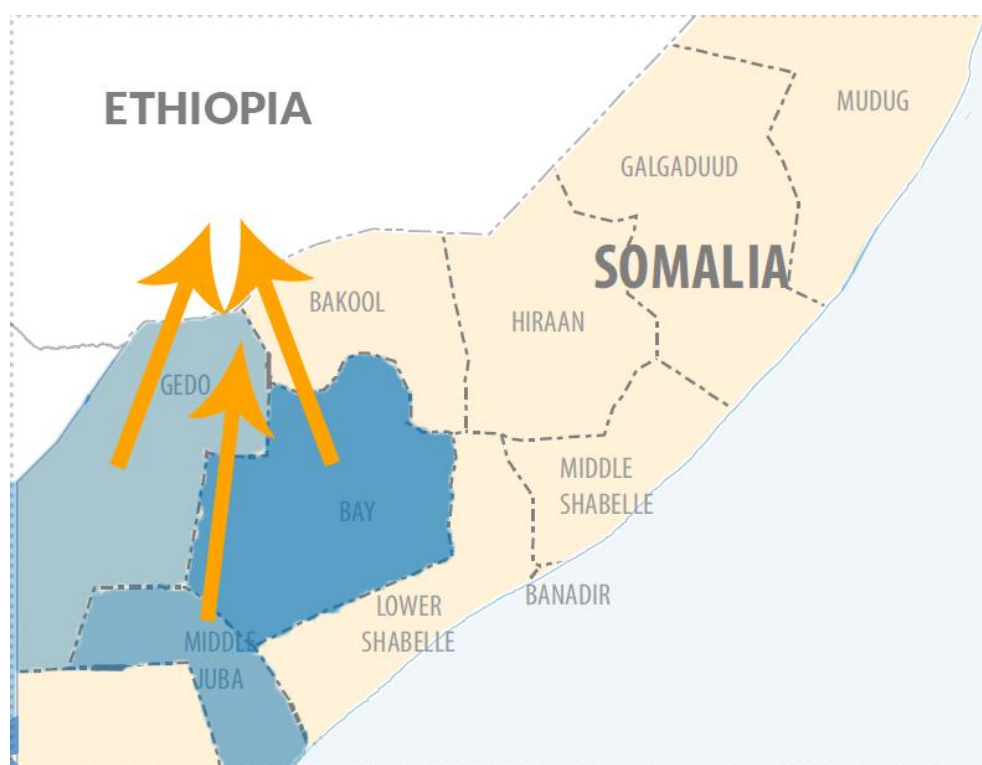 ETHIOPIA
MUDUG
GALGADUUD
SOMALIA
BAKOOL
HIRAAN
GEDO
MIDDLE
SHABELLE
BAY
BANADIR
LOWER
SHABELLE
MIDDLE
JUBA